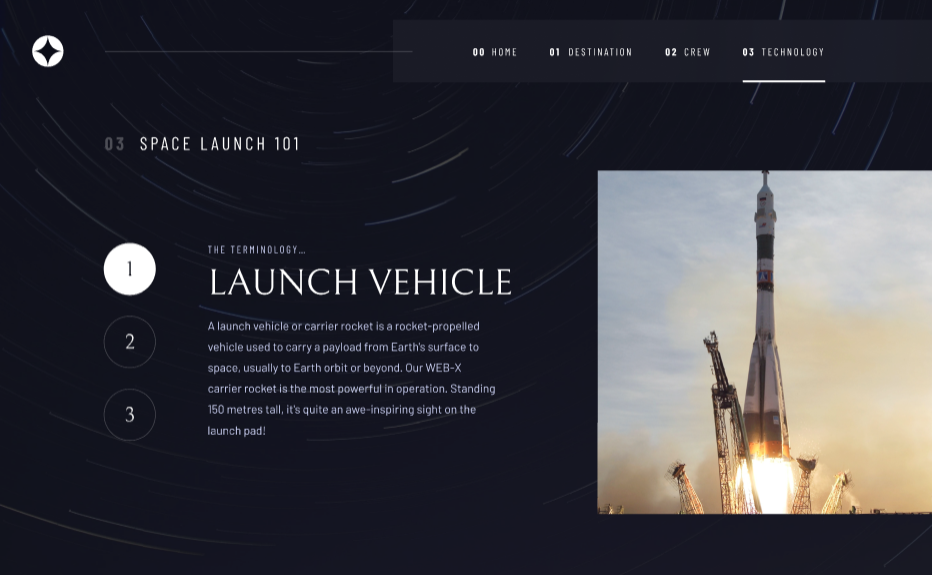 00 HOME 01 DESTINATION 02 CREW 03 TECHNOLOGY
03 SPACE LAUNCH 101
THE TERMINOLOGY...
LAUNCH VEHICLE
A launch vehicle or carrier rocket is a rocket-propelled
vehicle used to carry a payload from Earth's surface to
space, usually to Earth orbit or beyond. Our WEB-X
carrier rocket is the most powerful in operation. Standing
150 metres tall, it's quite an awe-inspiring sight on the
launch pad!
1
2
3